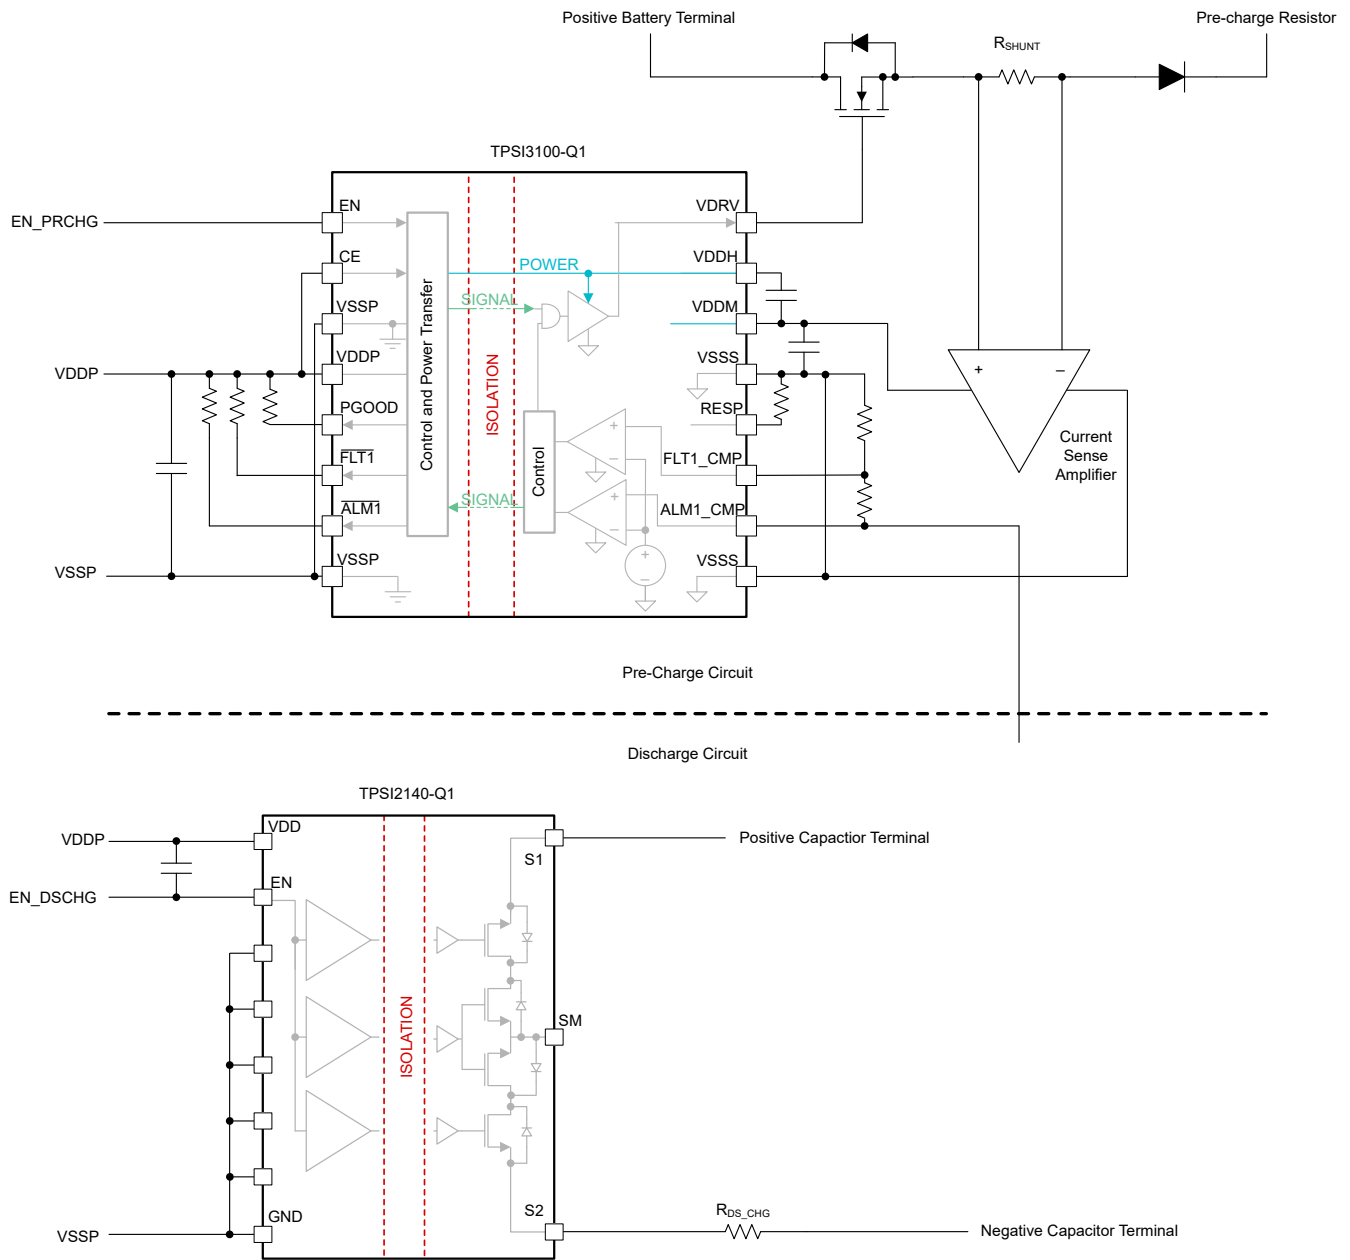 Positive Battery Terminal
Pre-charge Resistor
RSHUNT
TPSI3100-Q1
EN_PRCHG
EN
VDRV
CE
VDDH
POWER
VSSP
SIGNAL
VDDM
VDDP
VDDP
VSSS
+
–
PGOOD
RESP
Control and Power Transfer
ISOLATION
Control
+
–
FLT1
FLT1_CMP
Current
Sense
Amplifier
SIGNAL
+
–
ALM1
ALM1_CMP
VSSP
VSSP
+
–
VSSS
Pre-Charge Circuit
Discharge Circuit
TPSI2140-Q1
VDDP
VDD
Positive Capactior Terminal
S1
EN_DSCHG
EN
ISOLATION
SM
VSSP
GND
S2
RDS_CHG
Negative Capacitor Terminal